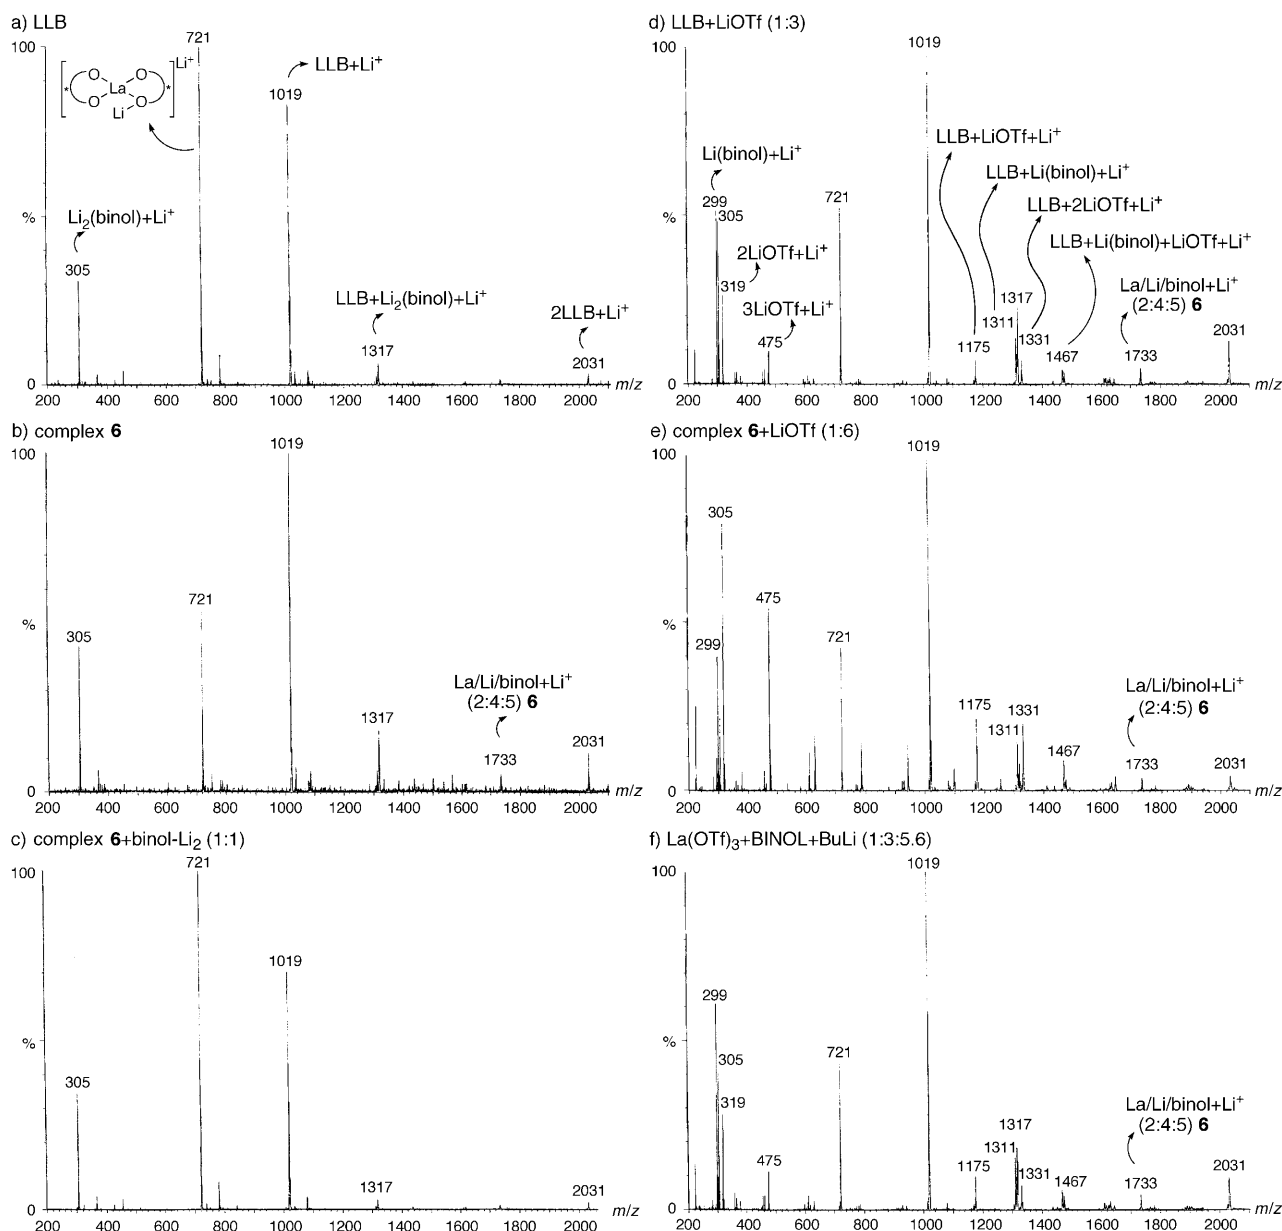 a) LLB
100
721
O
O
Li+
*
La
*
O
O
Li
LLB+Li+
1019
%
Li2(binol)+Li+
305
LLB+Li2(binol)+Li+
1317
2LLB+Li+
2031
0
200 400 600 800 1000 1200 1400 1600 1800 2000 m/z
b) complex 6
100
1019
721
%
305
La/Li/binol+Li+
(2:4:5) 6
1317
1733
2031
0
200 400 600 800 1000 1200 1400 1600 1800 2000 m/z
c) complex 6+binol-Li2 (1:1)
100
721
1019
%
305
1317
2031
0
200 400 600 800 1000 1200 1400 1600 1800 2000 m/z
d) LLB+LiOTf (1:3)
100
1019
LLB+LiOTf+Li+
Li(binol)+Li+
LLB+Li(binol)+Li+
299
721
LLB+2LiOTf+Li+
%
305
LLB+Li(binol)+LiOTf+Li+
2LiOTf+Li+
319
La/Li/binol+Li+
(2:4:5) 6
3LiOTf+Li+
1317
1311
475
1175
1331
1467
1733
2031
0
200 400 600 800 1000 1200 1400 1600 1800 2000 m/z
e) complex 6+LiOTf (1:6)
100
1019
305
475
%
299
721
La/Li/binol+Li+
(2:4:5) 6
1175
1331
1311
1467
1733
2031
0
200 400 600 800 1000 1200 1400 1600 1800 2000 m/z
f) La(OTf)3+BINOL+BuLi (1:3:5.6)
100
1019
299
%
305
721
319
La/Li/binol+Li+
(2:4:5) 6
1317
1311
475
1175
1331
1467
1733
2031
0
200 400 600 800 1000 1200 1400 1600 1800 2000 m/z